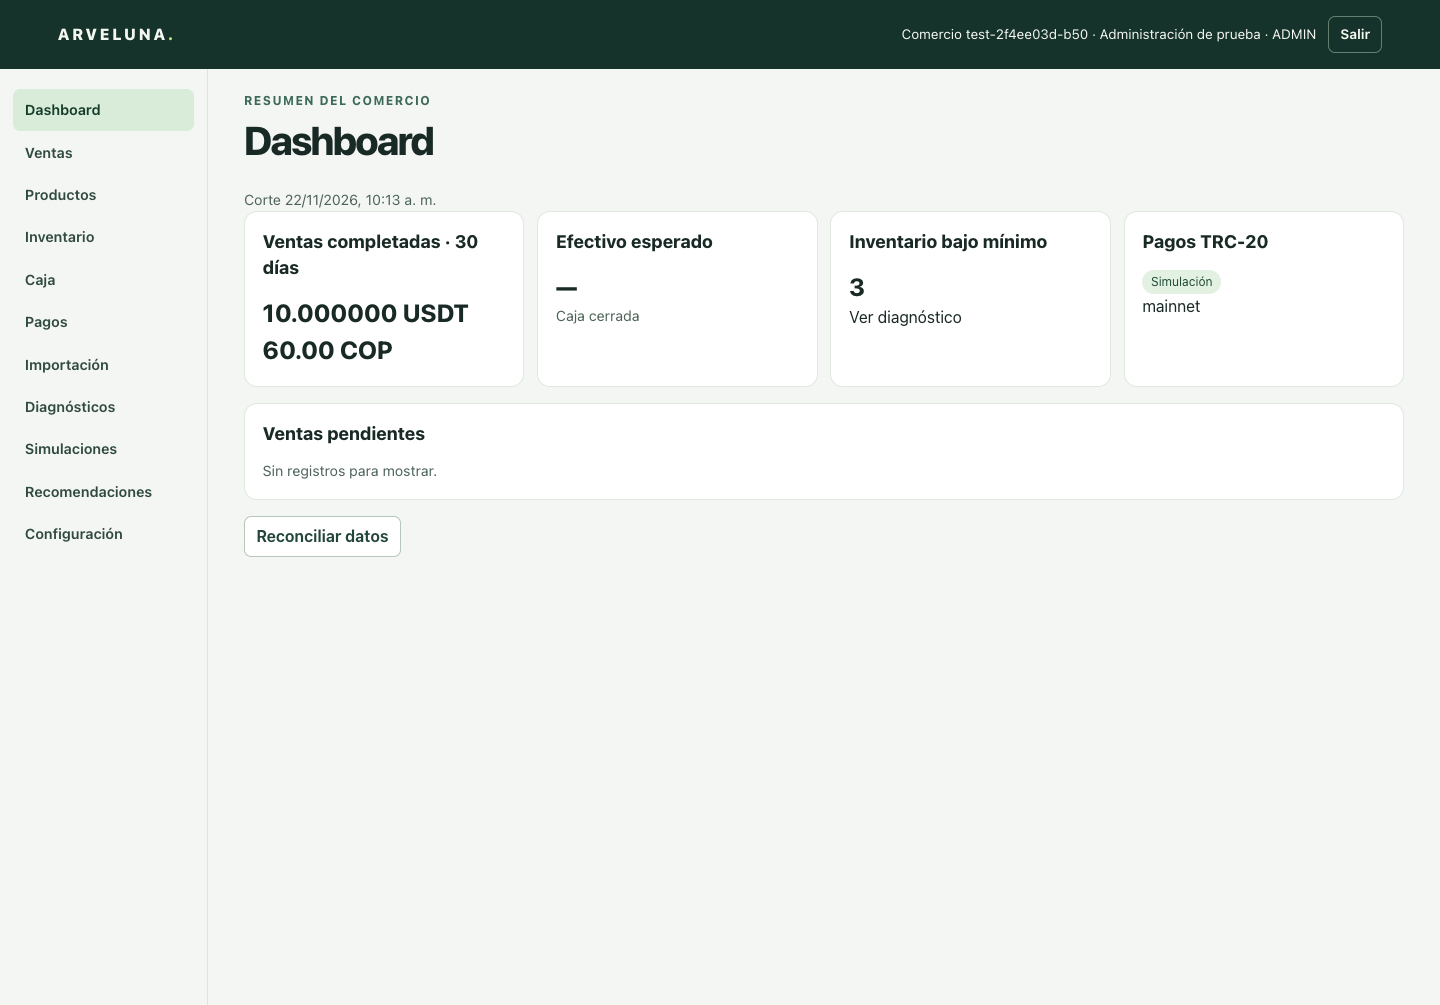 ARVELUNA.
Comercio test-2f4ee03d-b50 · Administración de prueba · ADMIN
Salir
Dashboard
Ventas
Productos
Inventario
Caja
Pagos
Importación
Diagnósticos
Simulaciones
Recomendaciones
Configuración
RESUMEN DEL COMERCIO
Dashboard
Corte 22/11/2026, 10:13 a. m.
Ventas completadas · 30
días
10.000000 USDT
60.00 COP
Efectivo esperado
—
Caja cerrada
Inventario bajo mínimo
3
Ver diagnóstico
Pagos TRC-20
Simulación
mainnet
Ventas pendientes
Sin registros para mostrar.
Reconciliar datos